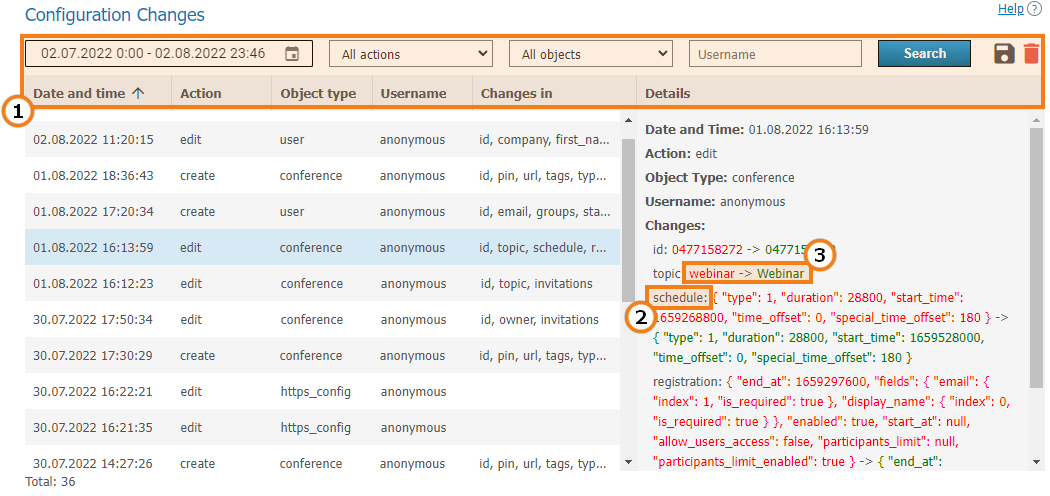 Configuration Changes
Help ?
02.07.2022 0:00 - 02.08.2022 23:46
All actions
All objects
Username
Search
Date and time
Action
Object type
Username
Changes in
Details
1
02.08.2022 11:20:15 edit user anonymous id, company, first_na...
01.08.2022 18:36:43 create conference anonymous id, pin, url, tags, typ...
01.08.2022 17:20:34 create user anonymous id, email, groups, sta...
01.08.2022 16:13:59 edit conference anonymous id, topic, schedule, r...
01.08.2022 16:12:23 edit conference anonymous id, topic, invitations
30.07.2022 17:50:34 edit conference anonymous id, owner, invitations
30.07.2022 17:30:29 create conference anonymous id, pin, url, tags, typ...
30.07.2022 16:22:21 edit https_config anonymous
30.07.2022 16:21:35 edit https_config anonymous
30.07.2022 14:27:26 create conference anonymous id, pin, url, tags, typ...
Total: 36
Date and Time: 01.08.2022 16:13:59
Action: edit
Object Type: conference
Username: anonymous
Changes:
id: 0477158272 -> 047715
3
topic webinar -> Webinar
schedule: { "type": 1, "duration": 28800, "start_time":
2
1659268800, "time_offset": 0, "special_time_offset": 180 } ->
{ "type": 1, "duration": 28800, "start_time": 1659528000,
"time_offset": 0, "special_time_offset": 180 }
registration: { "end_at": 1659297600, "fields": { "email": {
"index": 1, "is_required": true }, "display_name": { "index": 0,
"is_required": true } }, "enabled": true, "start_at": null,
"allow_users_access": false, "participants_limit": null,
"participants_limit_enabled": true } -> { "end_at":